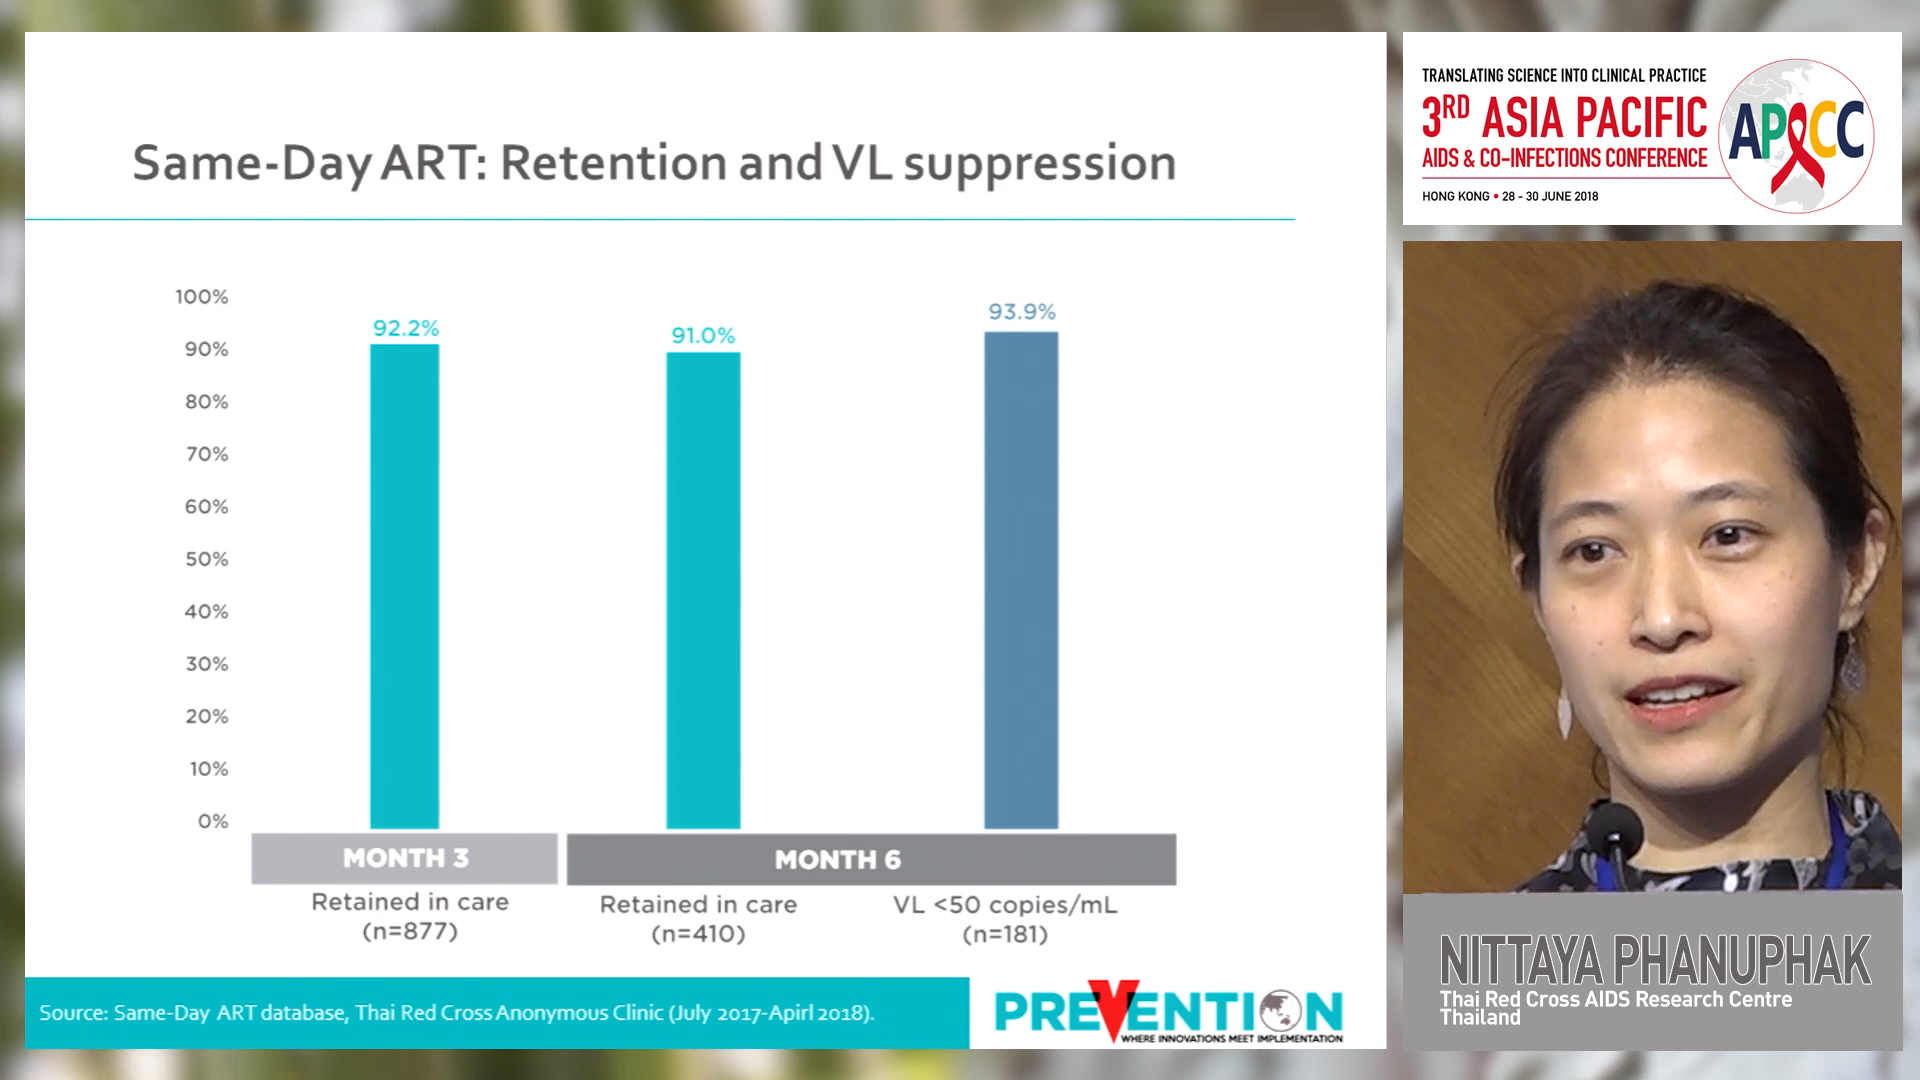 Same-Day ART: Retention and VL suppression
100%
90%
80%
70%
60%
50%
40%
30%
20%
10%
0%
92.2%
91.0%
93.9%
MONTH 3
MONTH 6
Retained in care
(n=877)
Retained in care
(n=410)
VL <50 copies/mL
(n=181)
Source: Same-Day ART database, Thai Red Cross Anonymous Clinic (July 2017-Apirl 2018).
PREVENTION
WHERE INNOVATIONS MEET IMPLEMENTATION
TRANSLATING SCIENCE INTO CLINICAL PRACTICE
3RD ASIA PACIFIC
AIDS & CO-INFECTIONS CONFERENCE
HONG KONG • 28 - 30 JUNE 2018
APACC
NITTAYA PHANUPHAK
Thai Red Cross AIDS Research Centre
Thailand